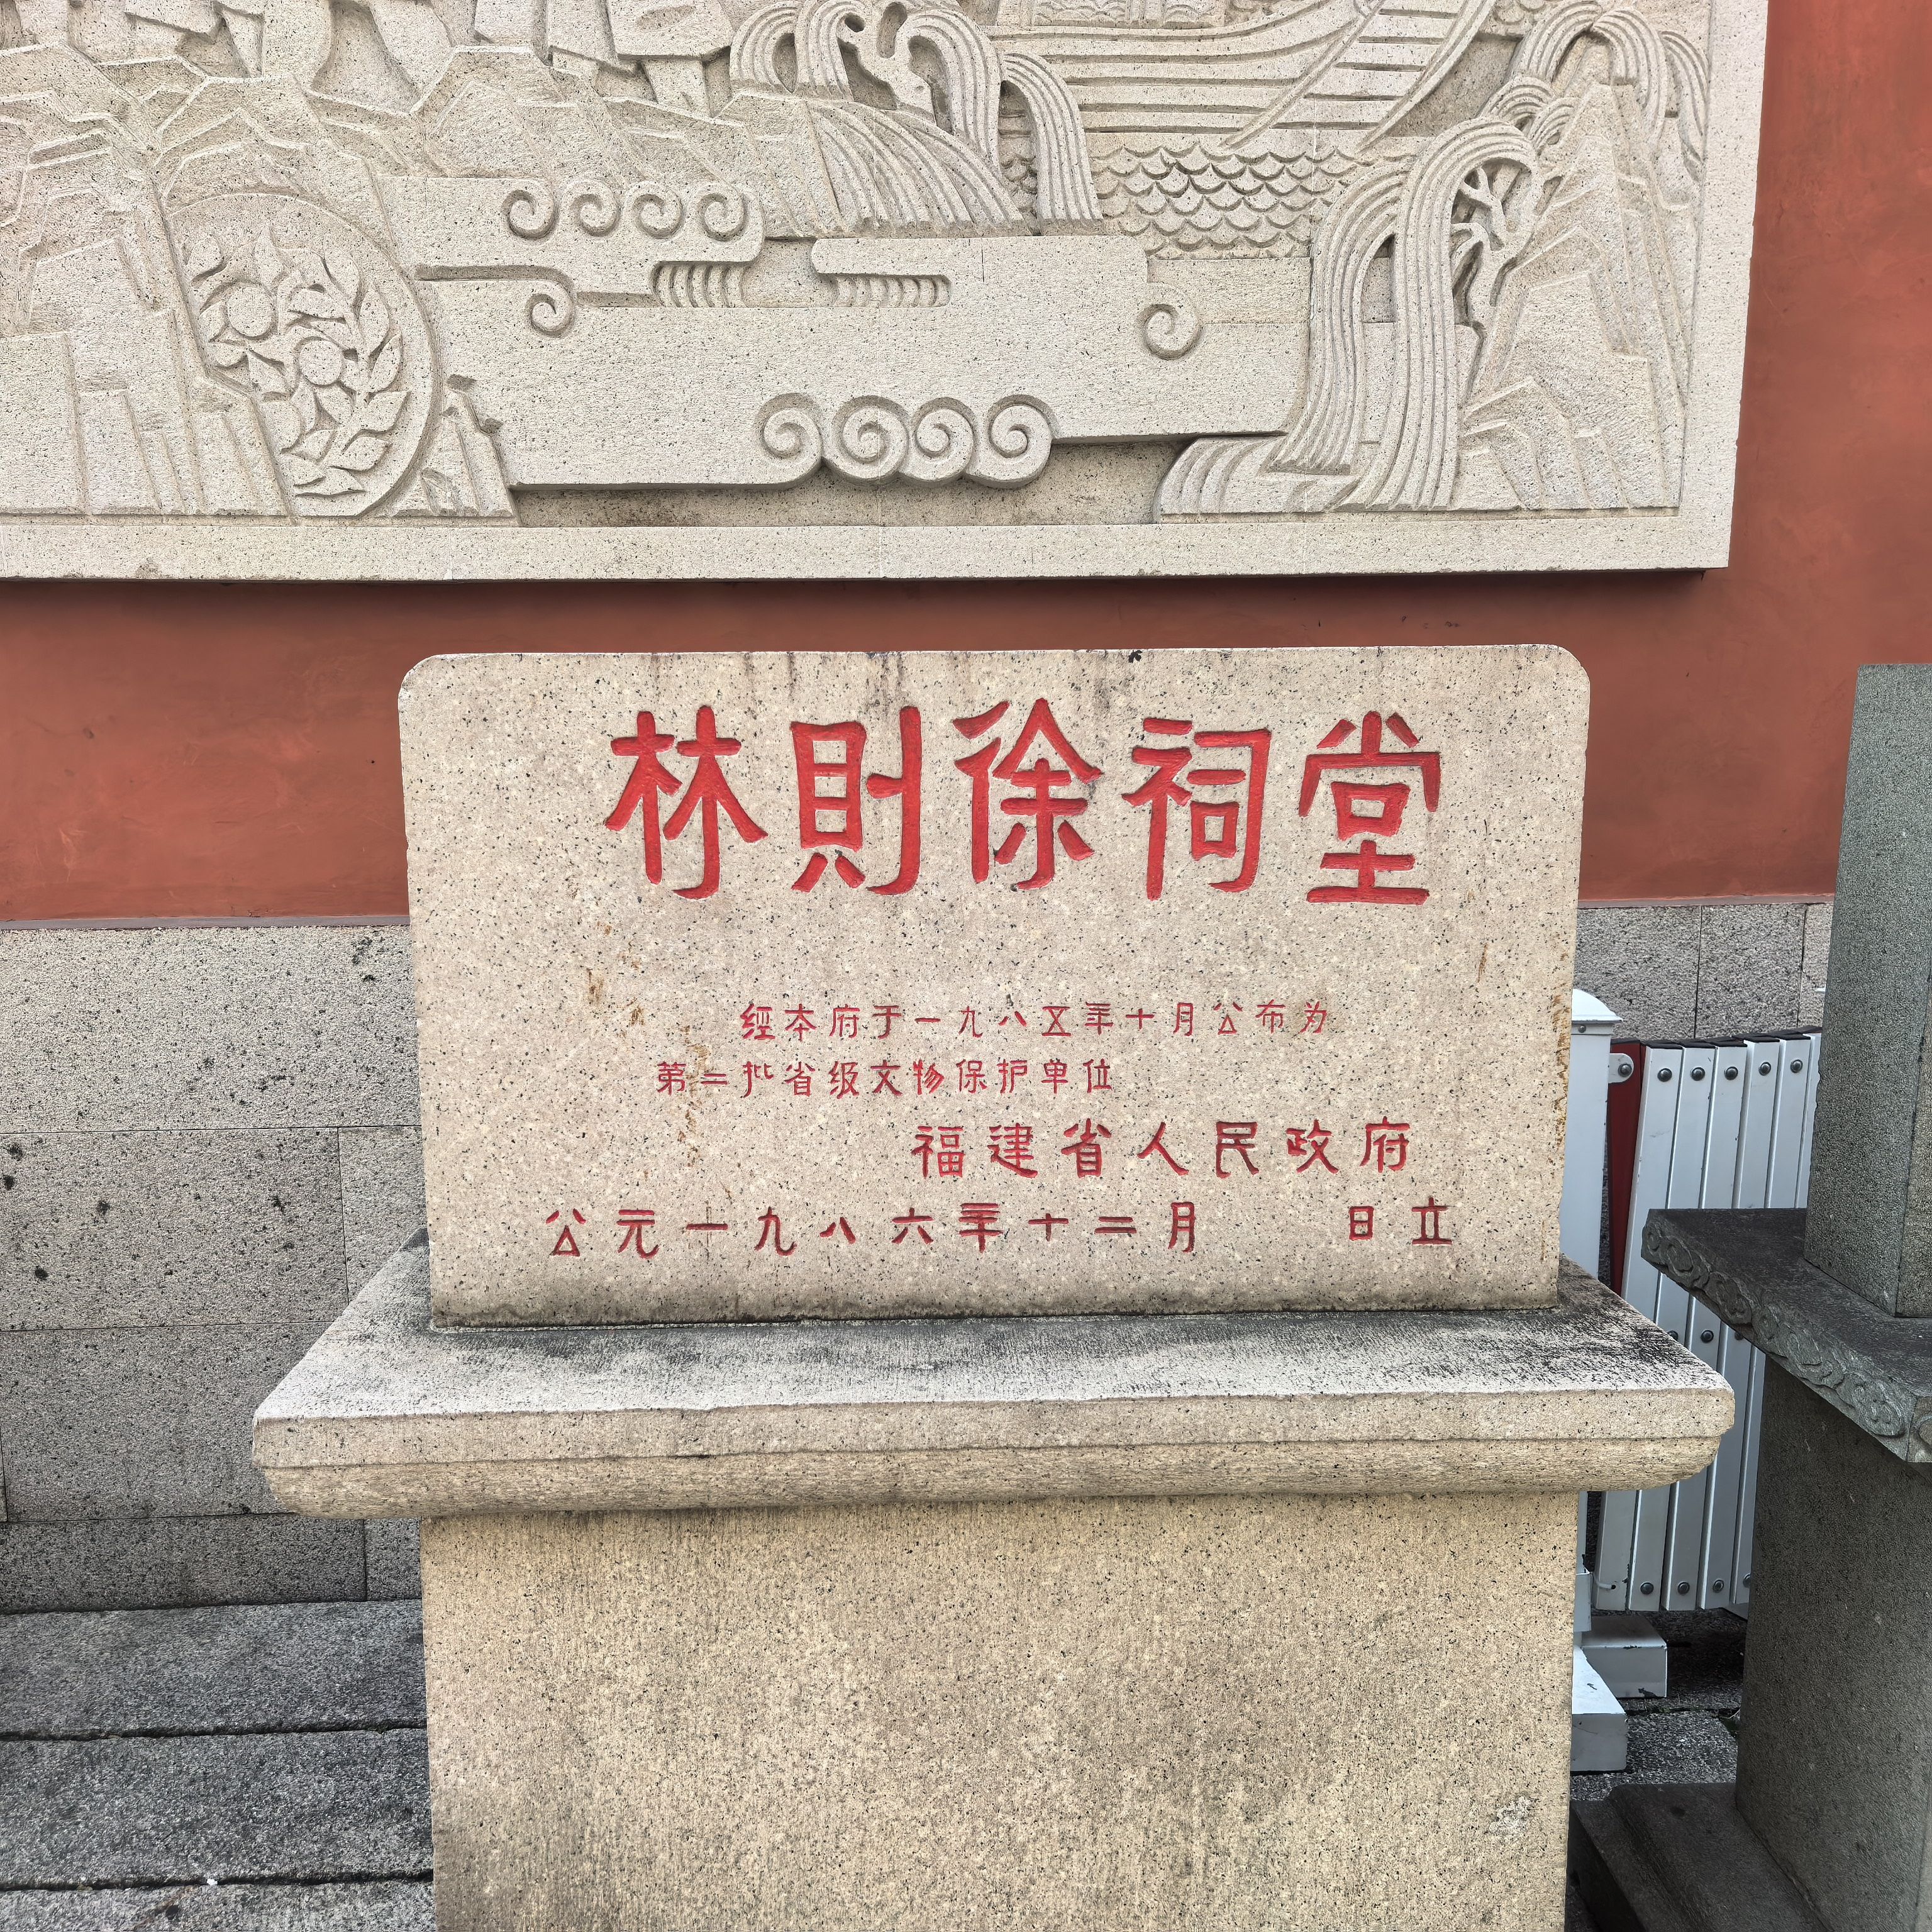 林則徐祠堂
經本府于一九八五年十月公布为
第二批省级文物保护单位
福建省人民政府
公元一九八六年十二月 日立